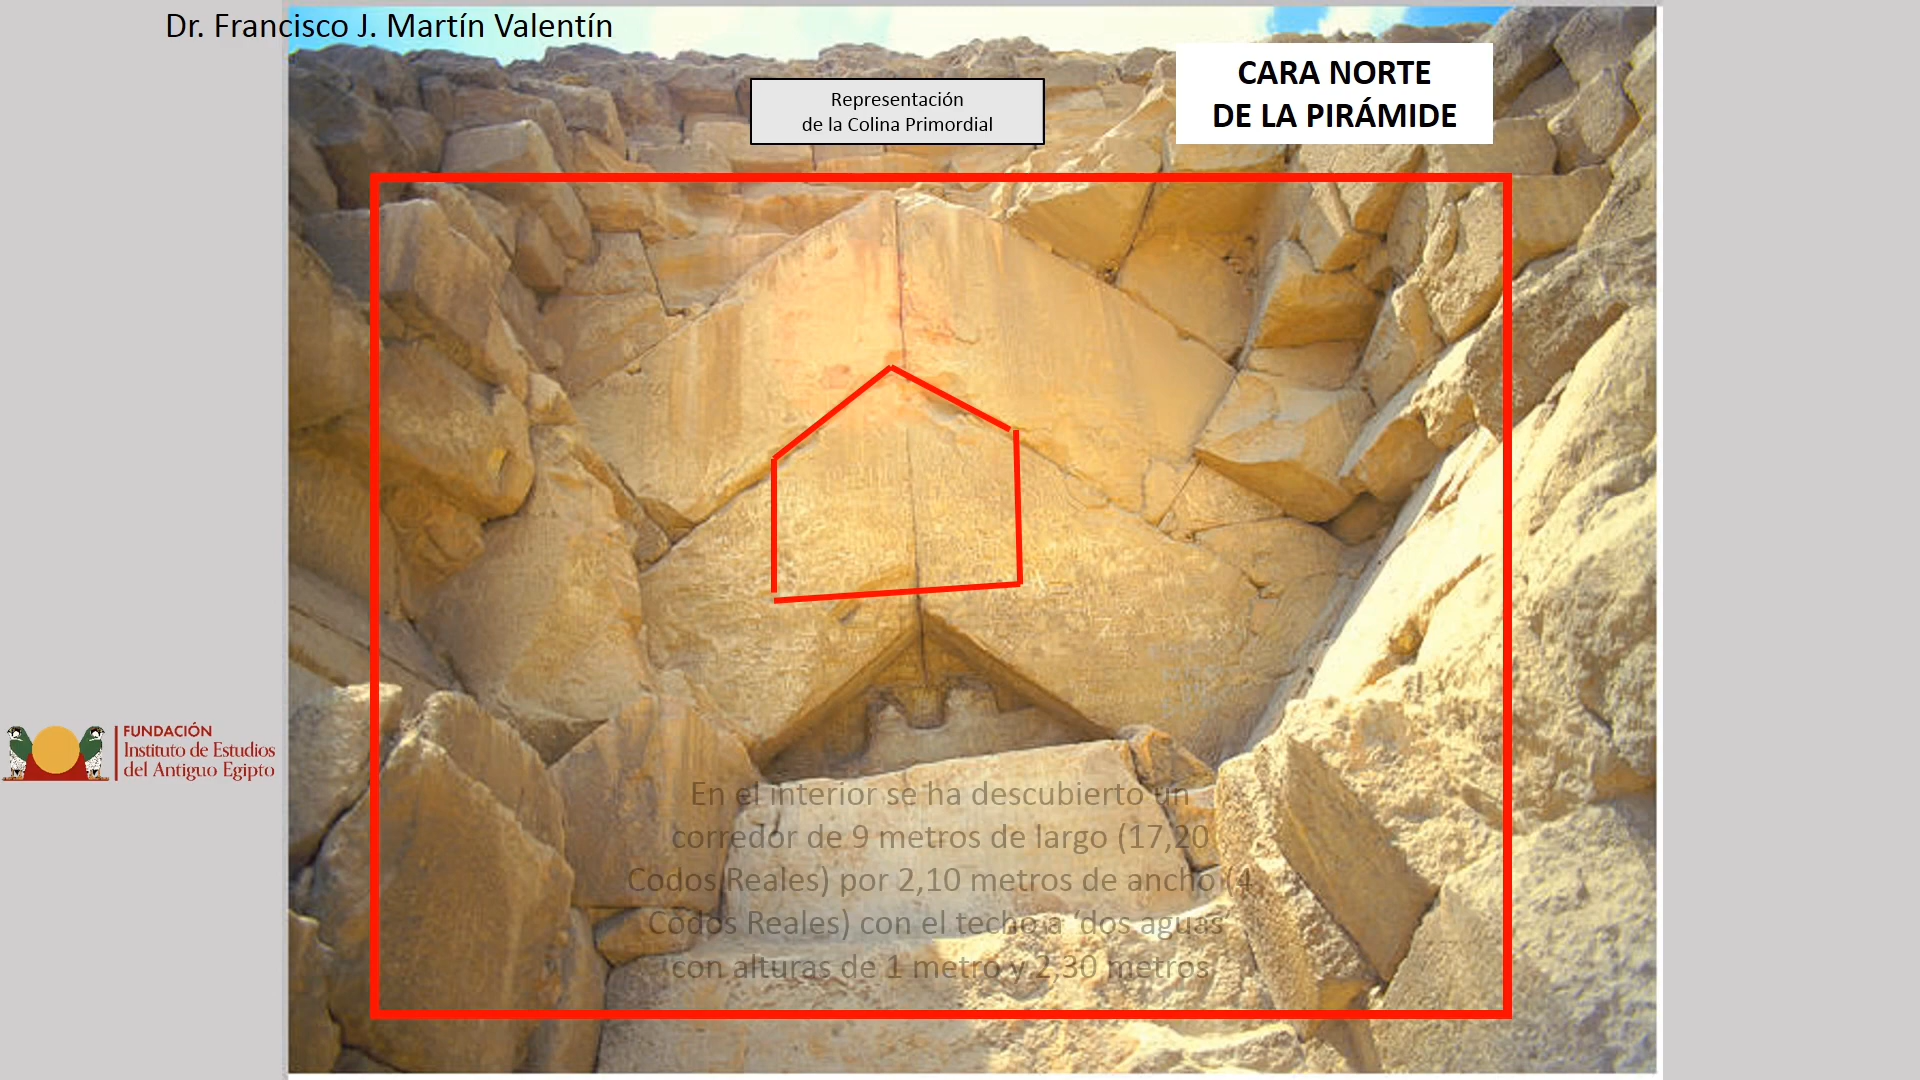 Dr. Francisco J. Martín Valentín
CARA NORTE
DE LA PIRÁMIDE
Representación
de la Colina Primordial
FUNDACIÓN
Instituto de Estudios
del Antiguo Egipto
En el interior se ha descubierto un
corredor de 9 metros de largo (17,20
Codos Reales) por 2,10 metros de ancho (4
Codos Reales) con el techo a ‘dos aguas
con alturas de 1 metro y 2,30 metros